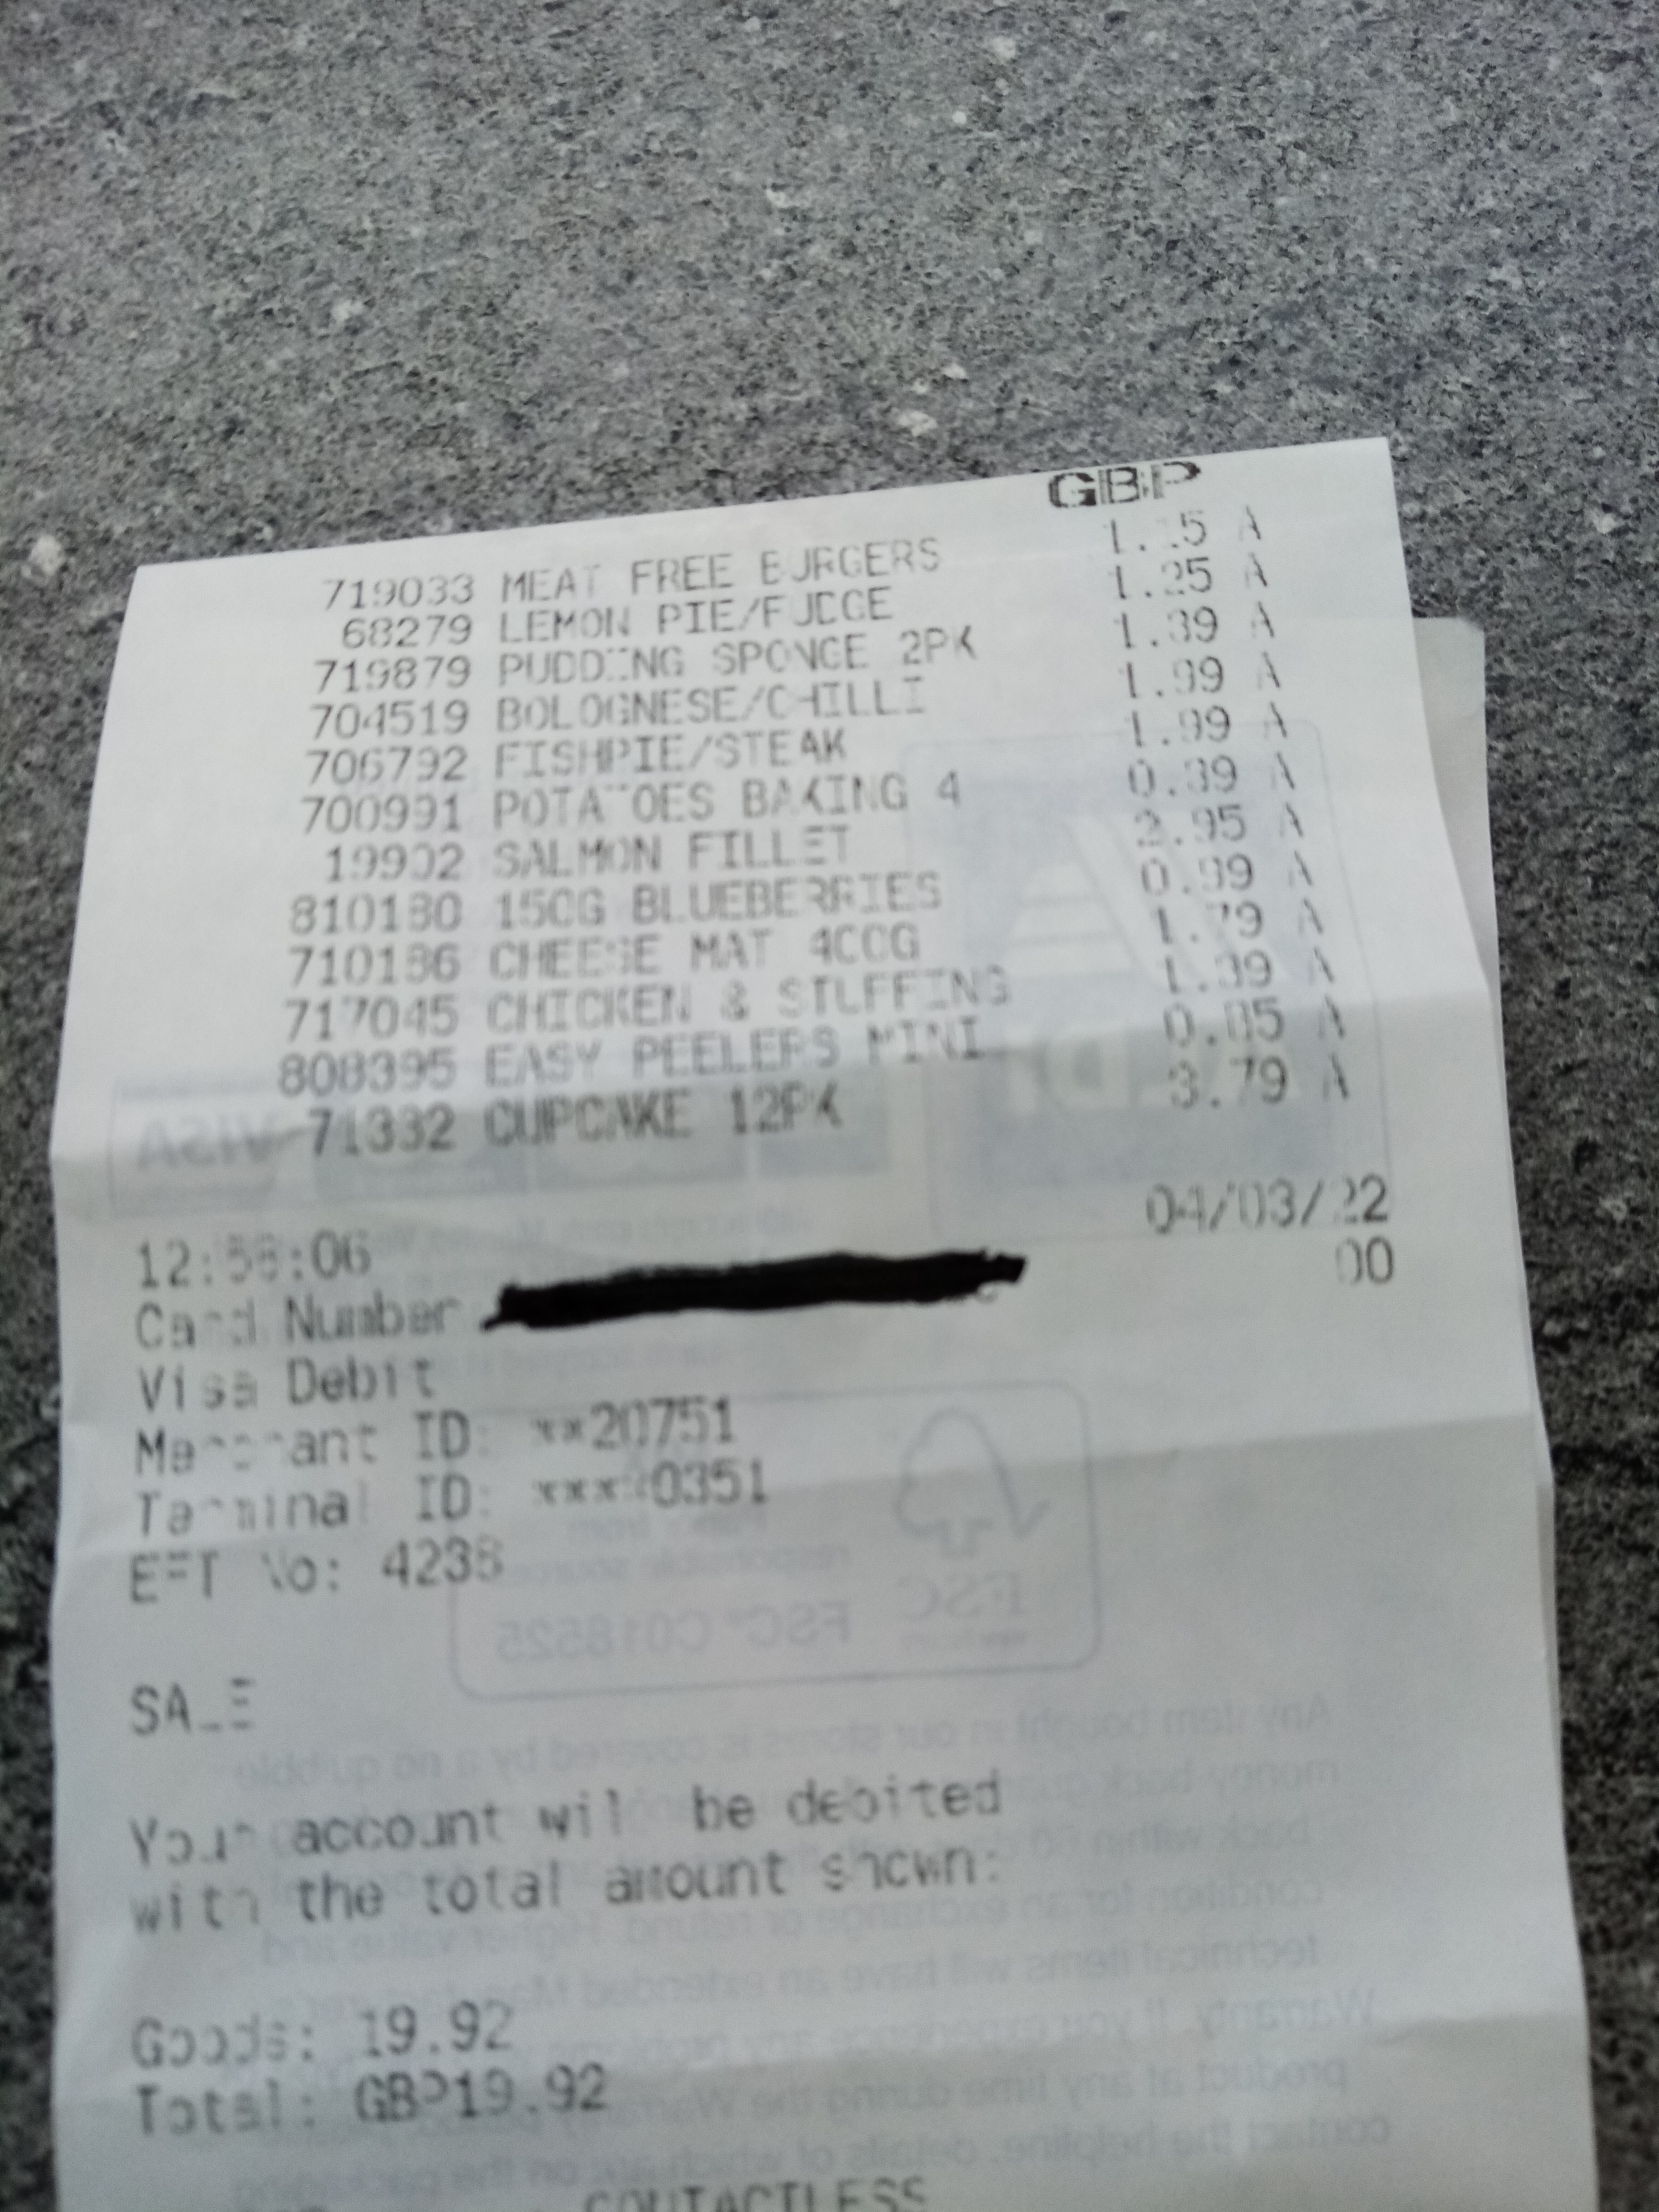 GBP
719033 MEAT FREE BURGERS 1.15 A
68279 LEMON PIE/FUDGE 1.25 A
719879 PUDDING SPONGE 2PK 1.39 A
704519 BOLOGNESE/CHILLI 1.99 A
706792 FISHPIE/STEAK 1.99 A
700991 POTATOES BAKING 4 0.39 A
19902 SALMON FILLET 2.95 A
810180 150G BLUEBERRIES 0.99 A
710186 CHEESE MAT 400G 1.79 A
717045 CHICKEN & STUFFING 1.39 A
808395 EASY PEELERS MINI 0.85 A
71332 CUPCAKE 12PK 3.79 A
12:58:06 04/03/22
Card Number 00
Visa Debit
Merchant ID: **20751
Terminal ID: ****0351
EFT No: 4238
SALE
Your account will be debited
with the total amount shown:
Goods: 19.92
Total: GBP19.92
CONTACTLESS